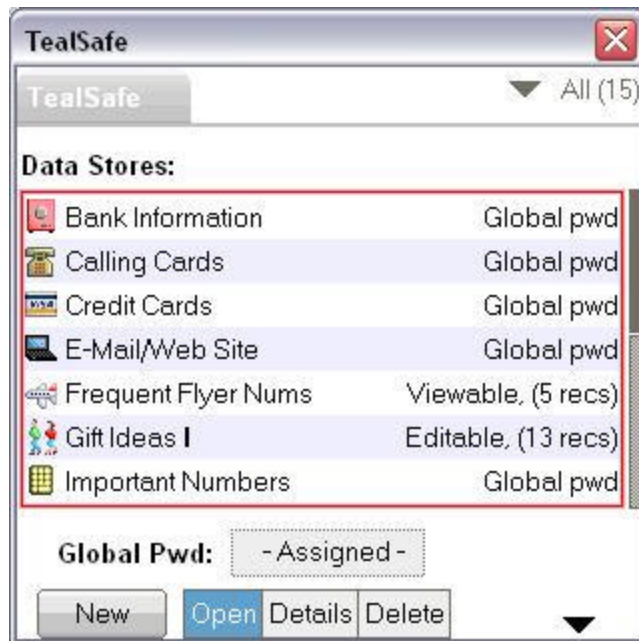 TealSafe
TealSafe All (15)
Data Stores:
Bank Information Global pwd
Calling Cards Global pwd
Credit Cards Global pwd
E-Mail/Web Site Global pwd
Frequent Flyer Nums Viewable, (5 recs)
Gift Ideas I Editable, (13 recs)
Important Numbers Global pwd
Global Pwd: - Assigned -
New Open Details Delete